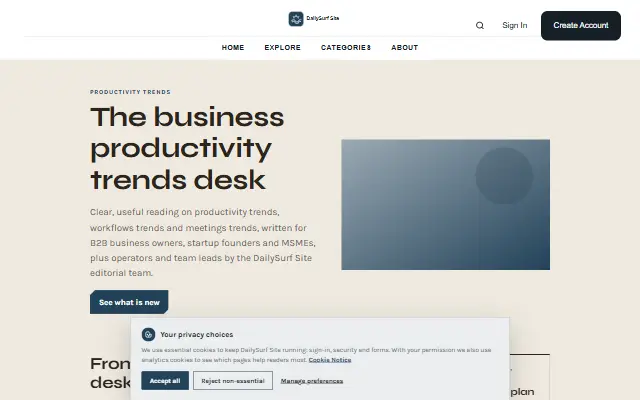 DailySurf Site
Sign In
Create Account
HOME
EXPLORE
CATEGORIES
ABOUT
PRODUCTIVITY TRENDS
The business
productivity
trends desk
Clear, useful reading on productivity trends,
workflows trends and meetings trends, written for
B2B business owners, startup founders and MSMEs,
plus operators and team leads by the DailySurf Site
editorial team.
See what is new
Your privacy choices
We use essential cookies to keep DailySurf Site running: sign-in, security and forms. With your permission we also use
analytics cookies to see which pages help readers most. Cookie Notice
Accept all
Reject non-essential
Manage preferences
desk
plan